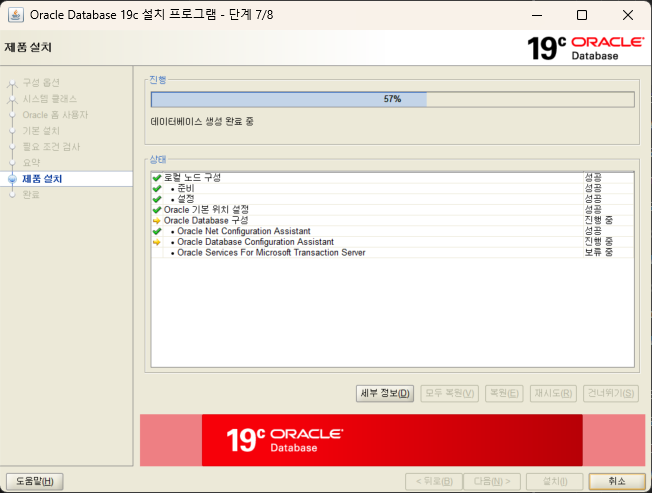 Oracle Database 19c 설치 프로그램 - 단계 7/8
제품 설치
19c ORACLE
Database
구성 옵션
시스템 클래스
Oracle 홈 사용자
기본 설치
필요 조건 검사
요약
제품 설치
완료
진행
57%
데이터베이스 생성 완료 중
상태
로컬 노드 구성 성공
• 준비 성공
• 설정 성공
Oracle 기본 위치 설정 성공
Oracle Database 구성 진행 중
• Oracle Net Configuration Assistant 성공
• Oracle Database Configuration Assistant 진행 중
• Oracle Services For Microsoft Transaction Server 보류 중
세부 정보(D) 모두 복원(V) 복원(E) 재시도(R) 건너뛰기(S)
19c ORACLE
Database
도움말(H) < 뒤로(B) 다음(N) > 설치(I) 취소